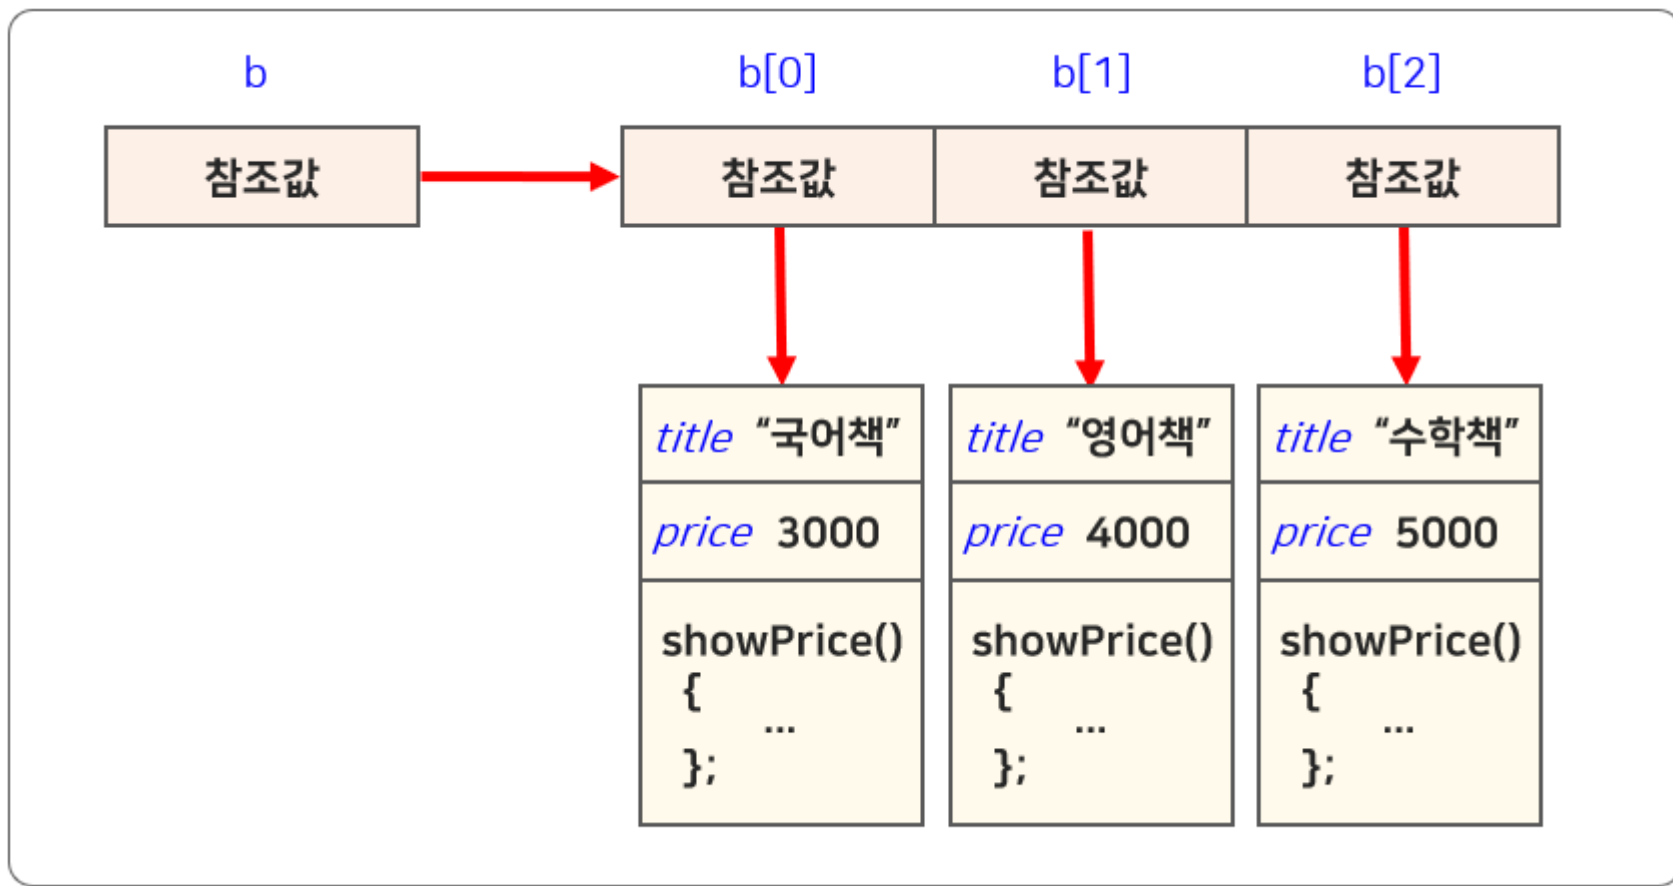 b b[0] b[1] b[2]
참조값 참조값 참조값 참조값
title “국어책” title “영어책” title “수학책”
price 3000 price 4000 price 5000
showPrice() showPrice() showPrice()
{ { {
... ... ...
}; }; };